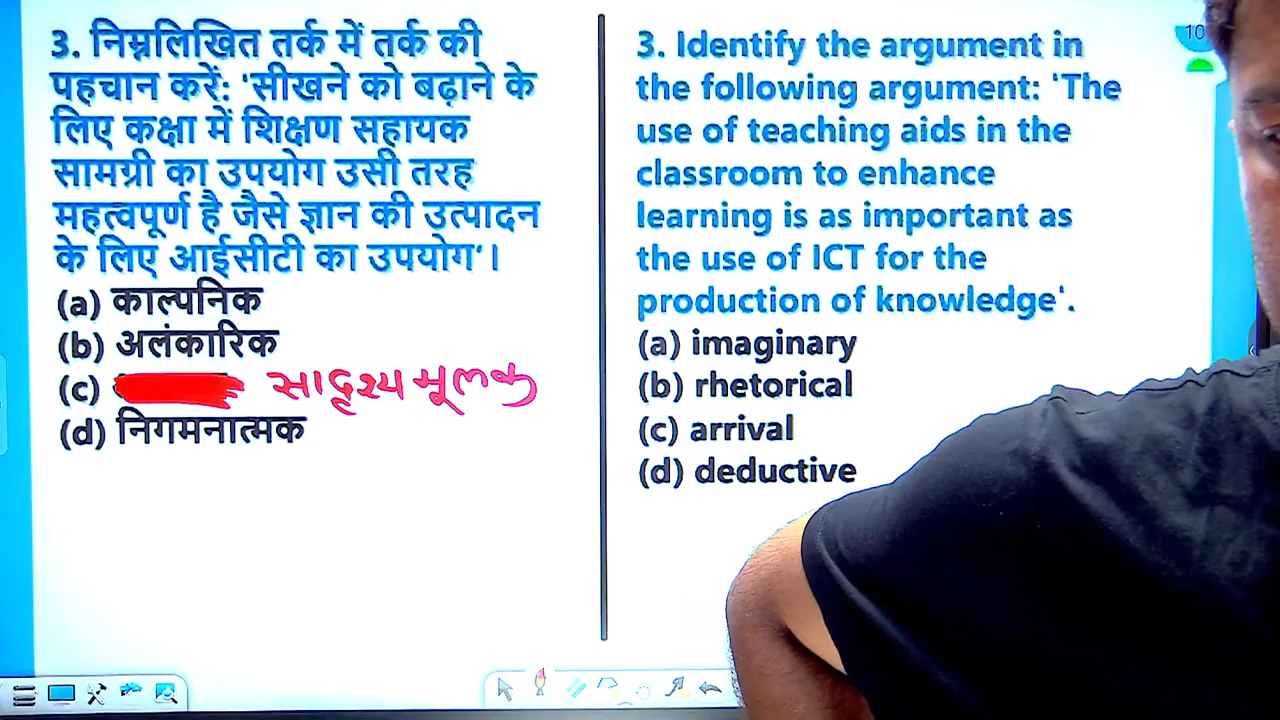 3. निम्नलिखित तर्क में तर्क की
पहचान करें: 'सीखने को बढ़ाने के
लिए कक्षा में शिक्षण सहायक
सामग्री का उपयोग उसी तरह
महत्वपूर्ण है जैसे ज्ञान की उत्पादन
के लिए आईसीटी का उपयोग'।
(a) काल्पनिक
(b) अलंकारिक
(c) सादृश्य मूलक
(d) निगमनात्मक
3. Identify the argument in
the following argument: 'The
use of teaching aids in the
classroom to enhance
learning is as important as
the use of ICT for the
production of knowledge'.
(a) imaginary
(b) rhetorical
(c) arrival
(d) deductive
10